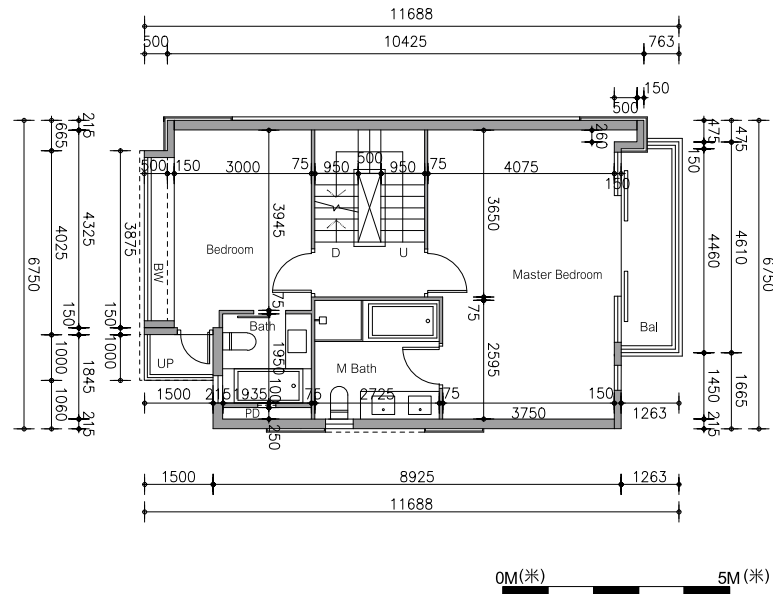 11688
500 10425 763
150
500
215
665
475
475
260
500 150 3000 75 950 500 950 75 4075 150
150
3945
3650
4325
4025
3875
6750
4460
4610
6750
Bedroom
D U
Master Bedroom
BW
Bal
75
75
150
150
Bath
UP
M Bath
1950
2595
1000
1000
1845
1060
215
1450
1665
215
1500 215 1935 75 2725 75 3750 150 1263
100
PD
250
1500 8925 1263
11688
0M(米) 5M(米)